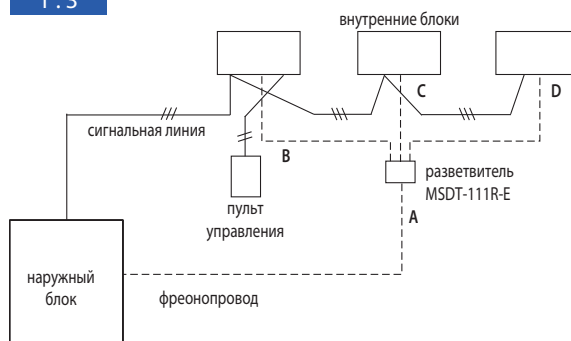 1 : 3
внутренние блоки
C
D
сигнальная линия
B
разветвитель
MSDT-111R-E
пульт
управления
A
наружный
блок
фреонопровод